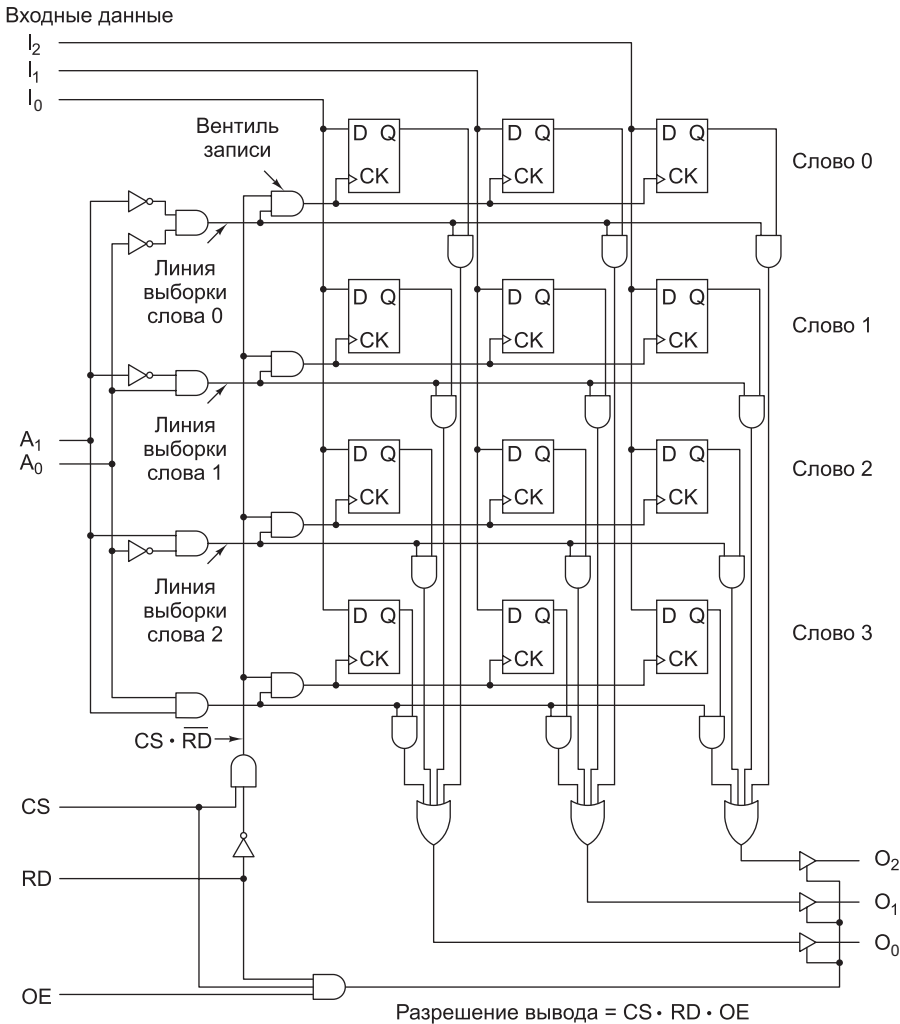 Входные данные
I2
I1
I0
Вентиль
записи
D Q
CK
D Q
CK
D Q
CK
Слово 0
Линия
выборки
слова 0
D Q
CK
D Q
CK
D Q
CK
Слово 1
A1
A0
Линия
выборки
слова 1
D Q
CK
D Q
CK
D Q
CK
Слово 2
Линия
выборки
слова 2
D Q
CK
D Q
CK
D Q
CK
Слово 3
CS · R̅D̅
CS
RD
OE
O2
O1
O0
Разрешение вывода = CS · RD · OE